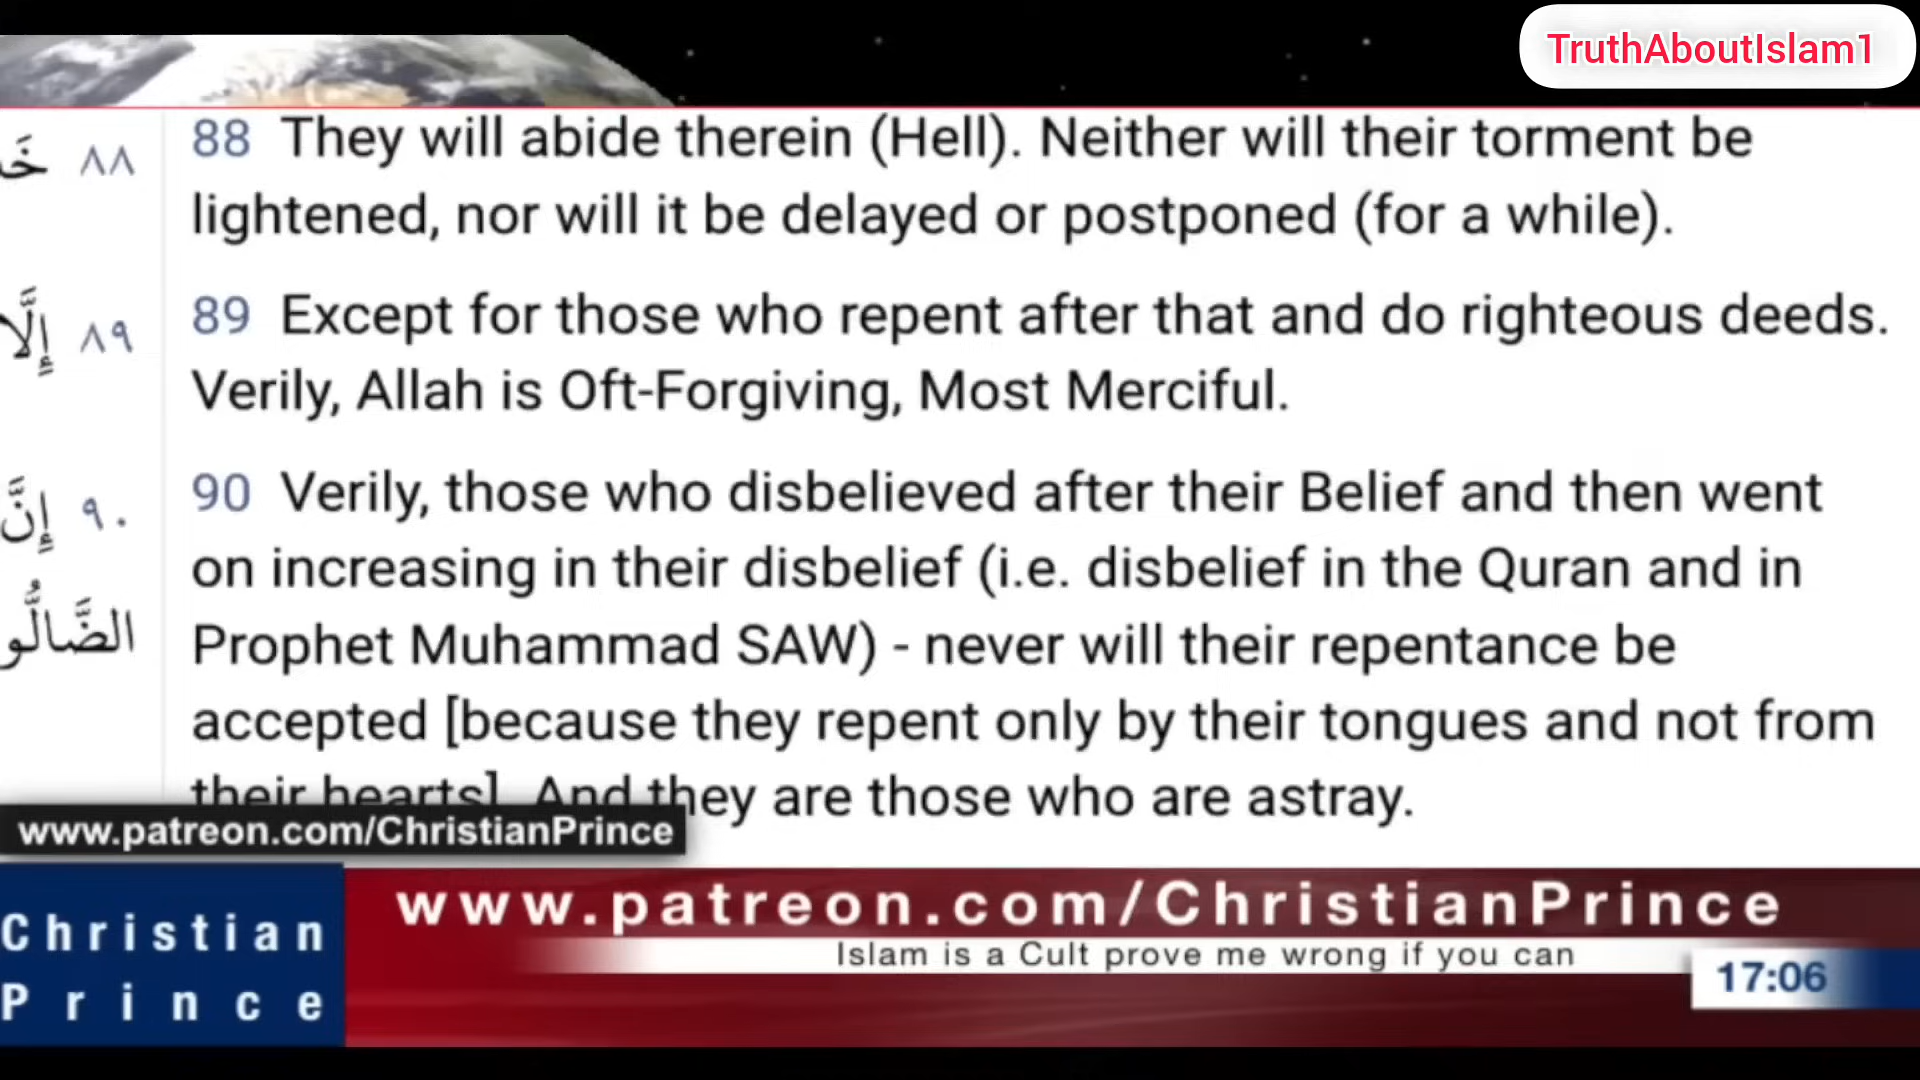 TruthAboutIslam1
٨٨ خَ
88 They will abide therein (Hell). Neither will their torment be
lightened, nor will it be delayed or postponed (for a while).
٨٩ إِلَّا
89 Except for those who repent after that and do righteous deeds.
Verily, Allah is Oft-Forgiving, Most Merciful.
٩٠ إِنَّ
90 Verily, those who disbelieved after their Belief and then went
on increasing in their disbelief (i.e. disbelief in the Quran and in
الضَّالُّو
Prophet Muhammad SAW) - never will their repentance be
accepted [because they repent only by their tongues and not from
their hearts]. And they are those who are astray.
www.patreon.com/ChristianPrince
www.patreon.com/ChristianPrince
Christian
Prince
Islam is a Cult prove me wrong if you can
17:06